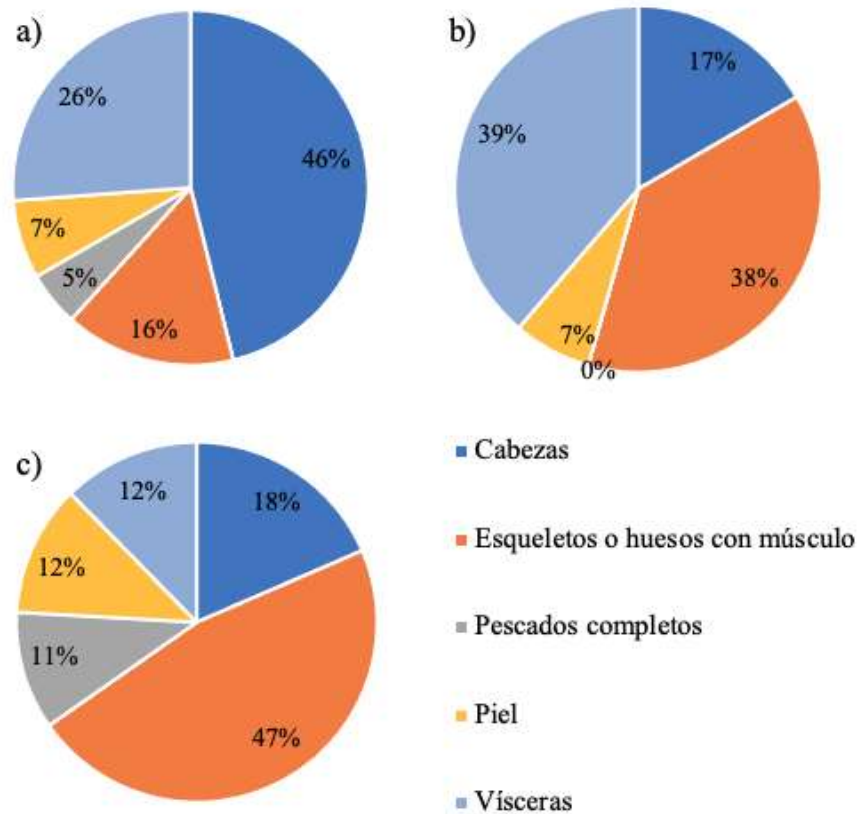 a)
26%
46%
7%
5%
16%
b)
17%
39%
38%
7%
0%
c)
12%
18%
12%
11%
47%
Cabezas
Esqueletos o huesos con músculo
Pescados completos
Piel
Vísceras